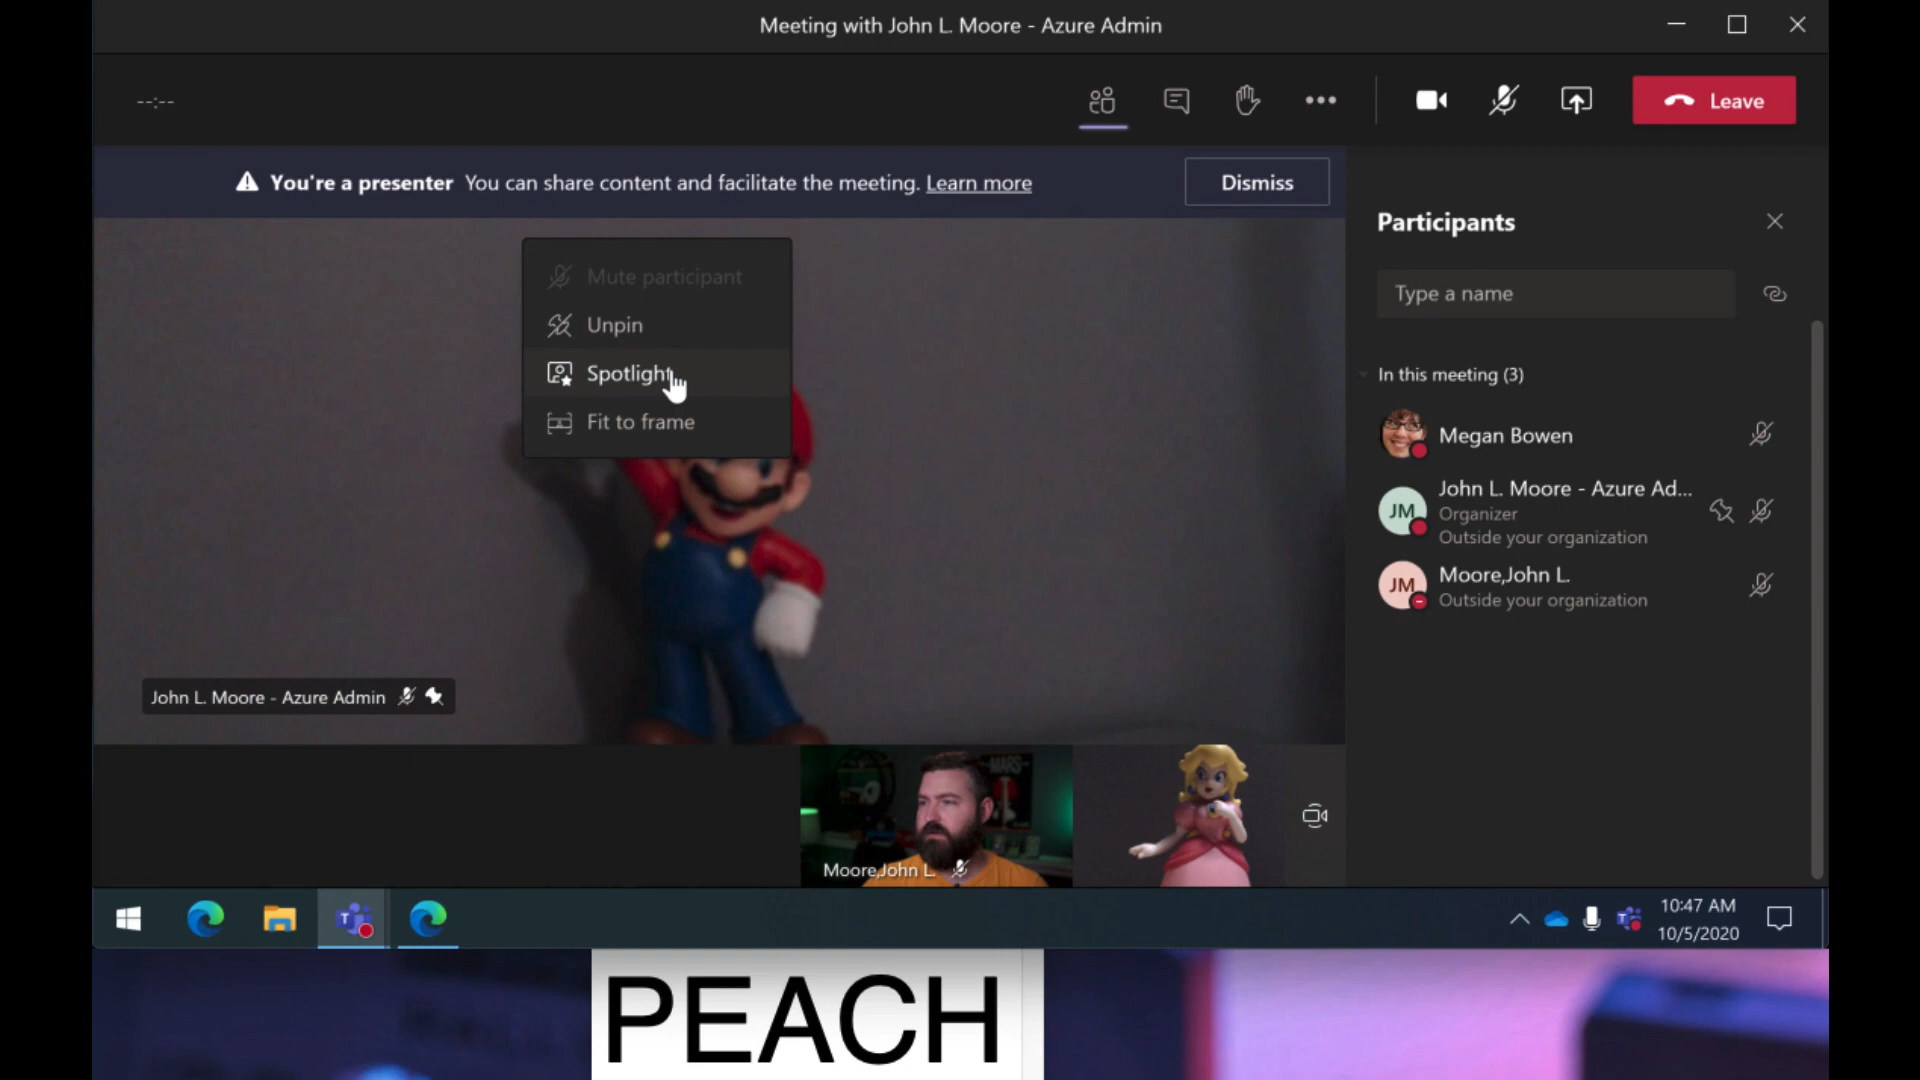 Meeting with John L. Moore - Azure Admin
--:--
Leave
You're a presenter You can share content and facilitate the meeting. Learn more
Dismiss
Participants
Type a name
Mute participant
Unpin
Spotlight
Fit to frame
In this meeting (3)
Megan Bowen
JM
John L. Moore - Azure Ad...
Organizer
Outside your organization
JM
Moore,John L.
Outside your organization
John L. Moore - Azure Admin
MARS
Moore,John L.
10:47 AM
10/5/2020
PEACH